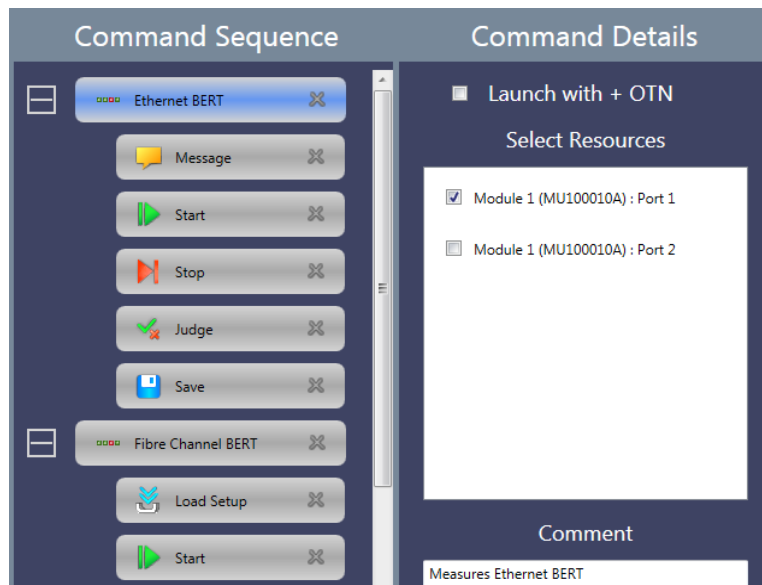 Command Sequence
Ethernet BERT
Message
Start
Stop
Judge
Save
Fibre Channel BERT
Load Setup
Start
Command Details
Launch with + OTN
Select Resources
Module 1 (MU100010A) : Port 1
Module 1 (MU100010A) : Port 2
Comment
Measures Ethernet BERT